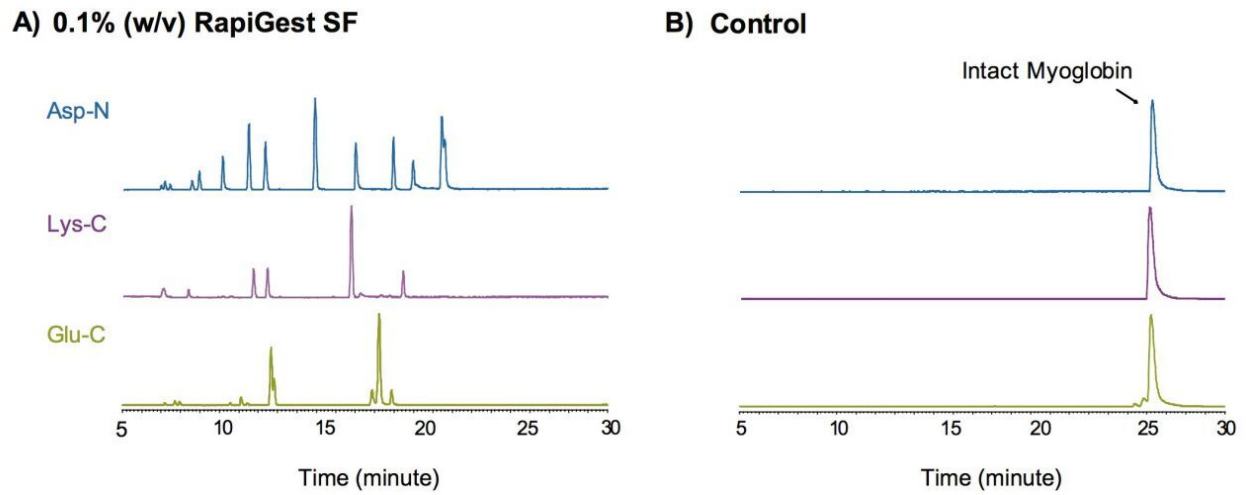 A) 0.1% (w/v) RapiGest SF
Asp-N
Lys-C
Glu-C
5 10 15 20 25 30
Time (minute)
B) Control
Intact Myoglobin
5 10 15 20 25 30
Time (minute)